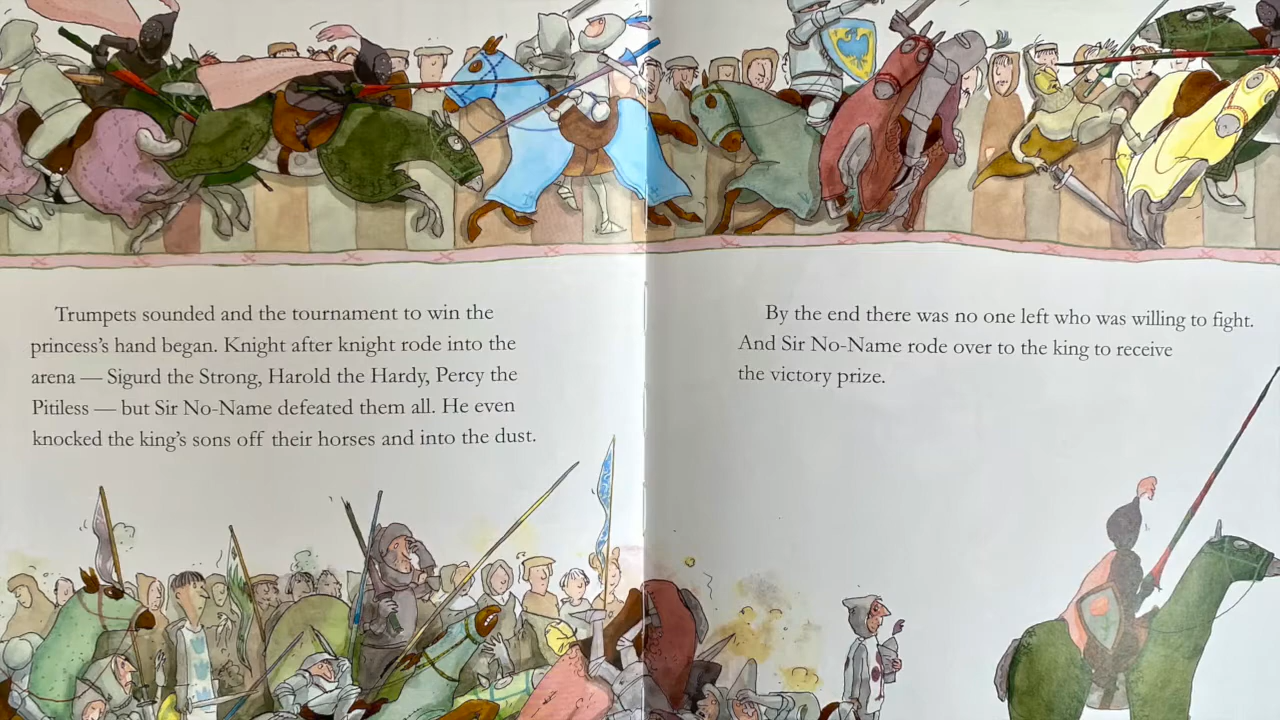 Trumpets sounded and the tournament to win the
princess's hand began. Knight after knight rode into the
arena — Sigurd the Strong, Harold the Hardy, Percy the
Pitiless — but Sir No-Name defeated them all. He even
knocked the king's sons off their horses and into the dust.
By the end there was no one left who was willing to fight.
And Sir No-Name rode over to the king to receive
the victory prize.